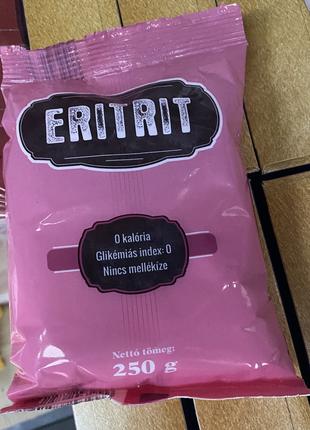 ERITRIT
0 kalória
Glikémiás index: 0
Nincs mellékíze
Nettó tömeg:
250 g